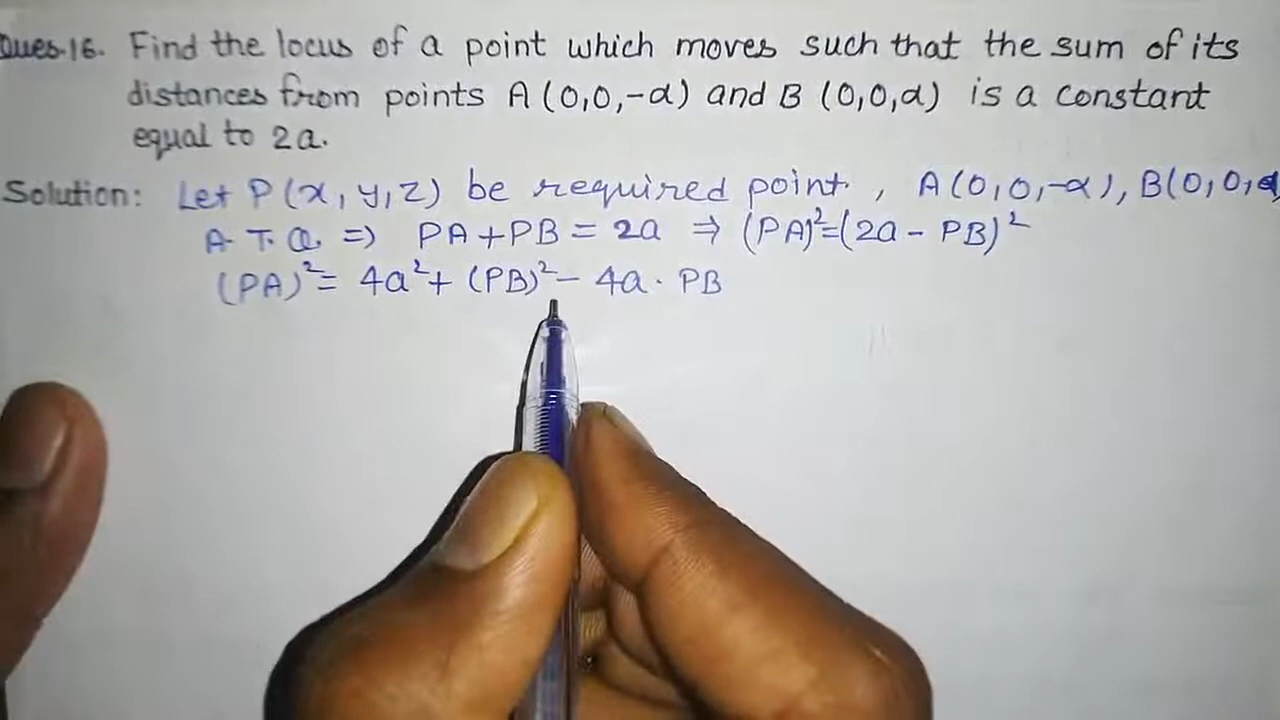 Ques.16. Find the locus of a point which moves such that the sum of its
distances from points A (0,0,-α) and B (0,0,α) is a constant
equal to 2a.
Solution: Let P(x, y, z) be required point, A(0,0,-α), B(0,0,α
A.T.Q. => PA+PB = 2a ⇒ (PA)²=(2a - PB)²
(PA)²= 4a²+ (PB)²- 4a · PB